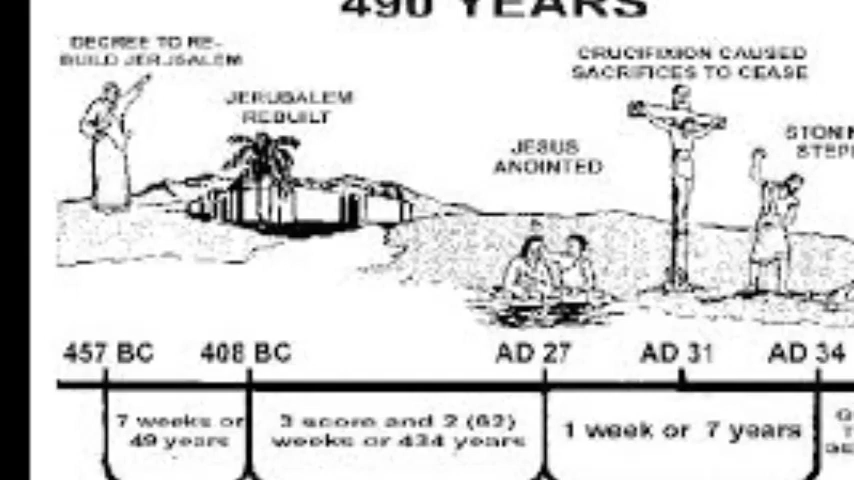 490 YEARS
DECREE TO RE-
BUILD JERUSALEM
JERUSALEM
REBUILT
JESUS
ANOINTED
CRUCIFIXION CAUSED
SACRIFICES TO CEASE
457 BC
408 BC
AD 27
AD 31
AD 34
7 weeks or
49 years
3 score and 2 (62)
weeks or 434 years
1 week or 7 years